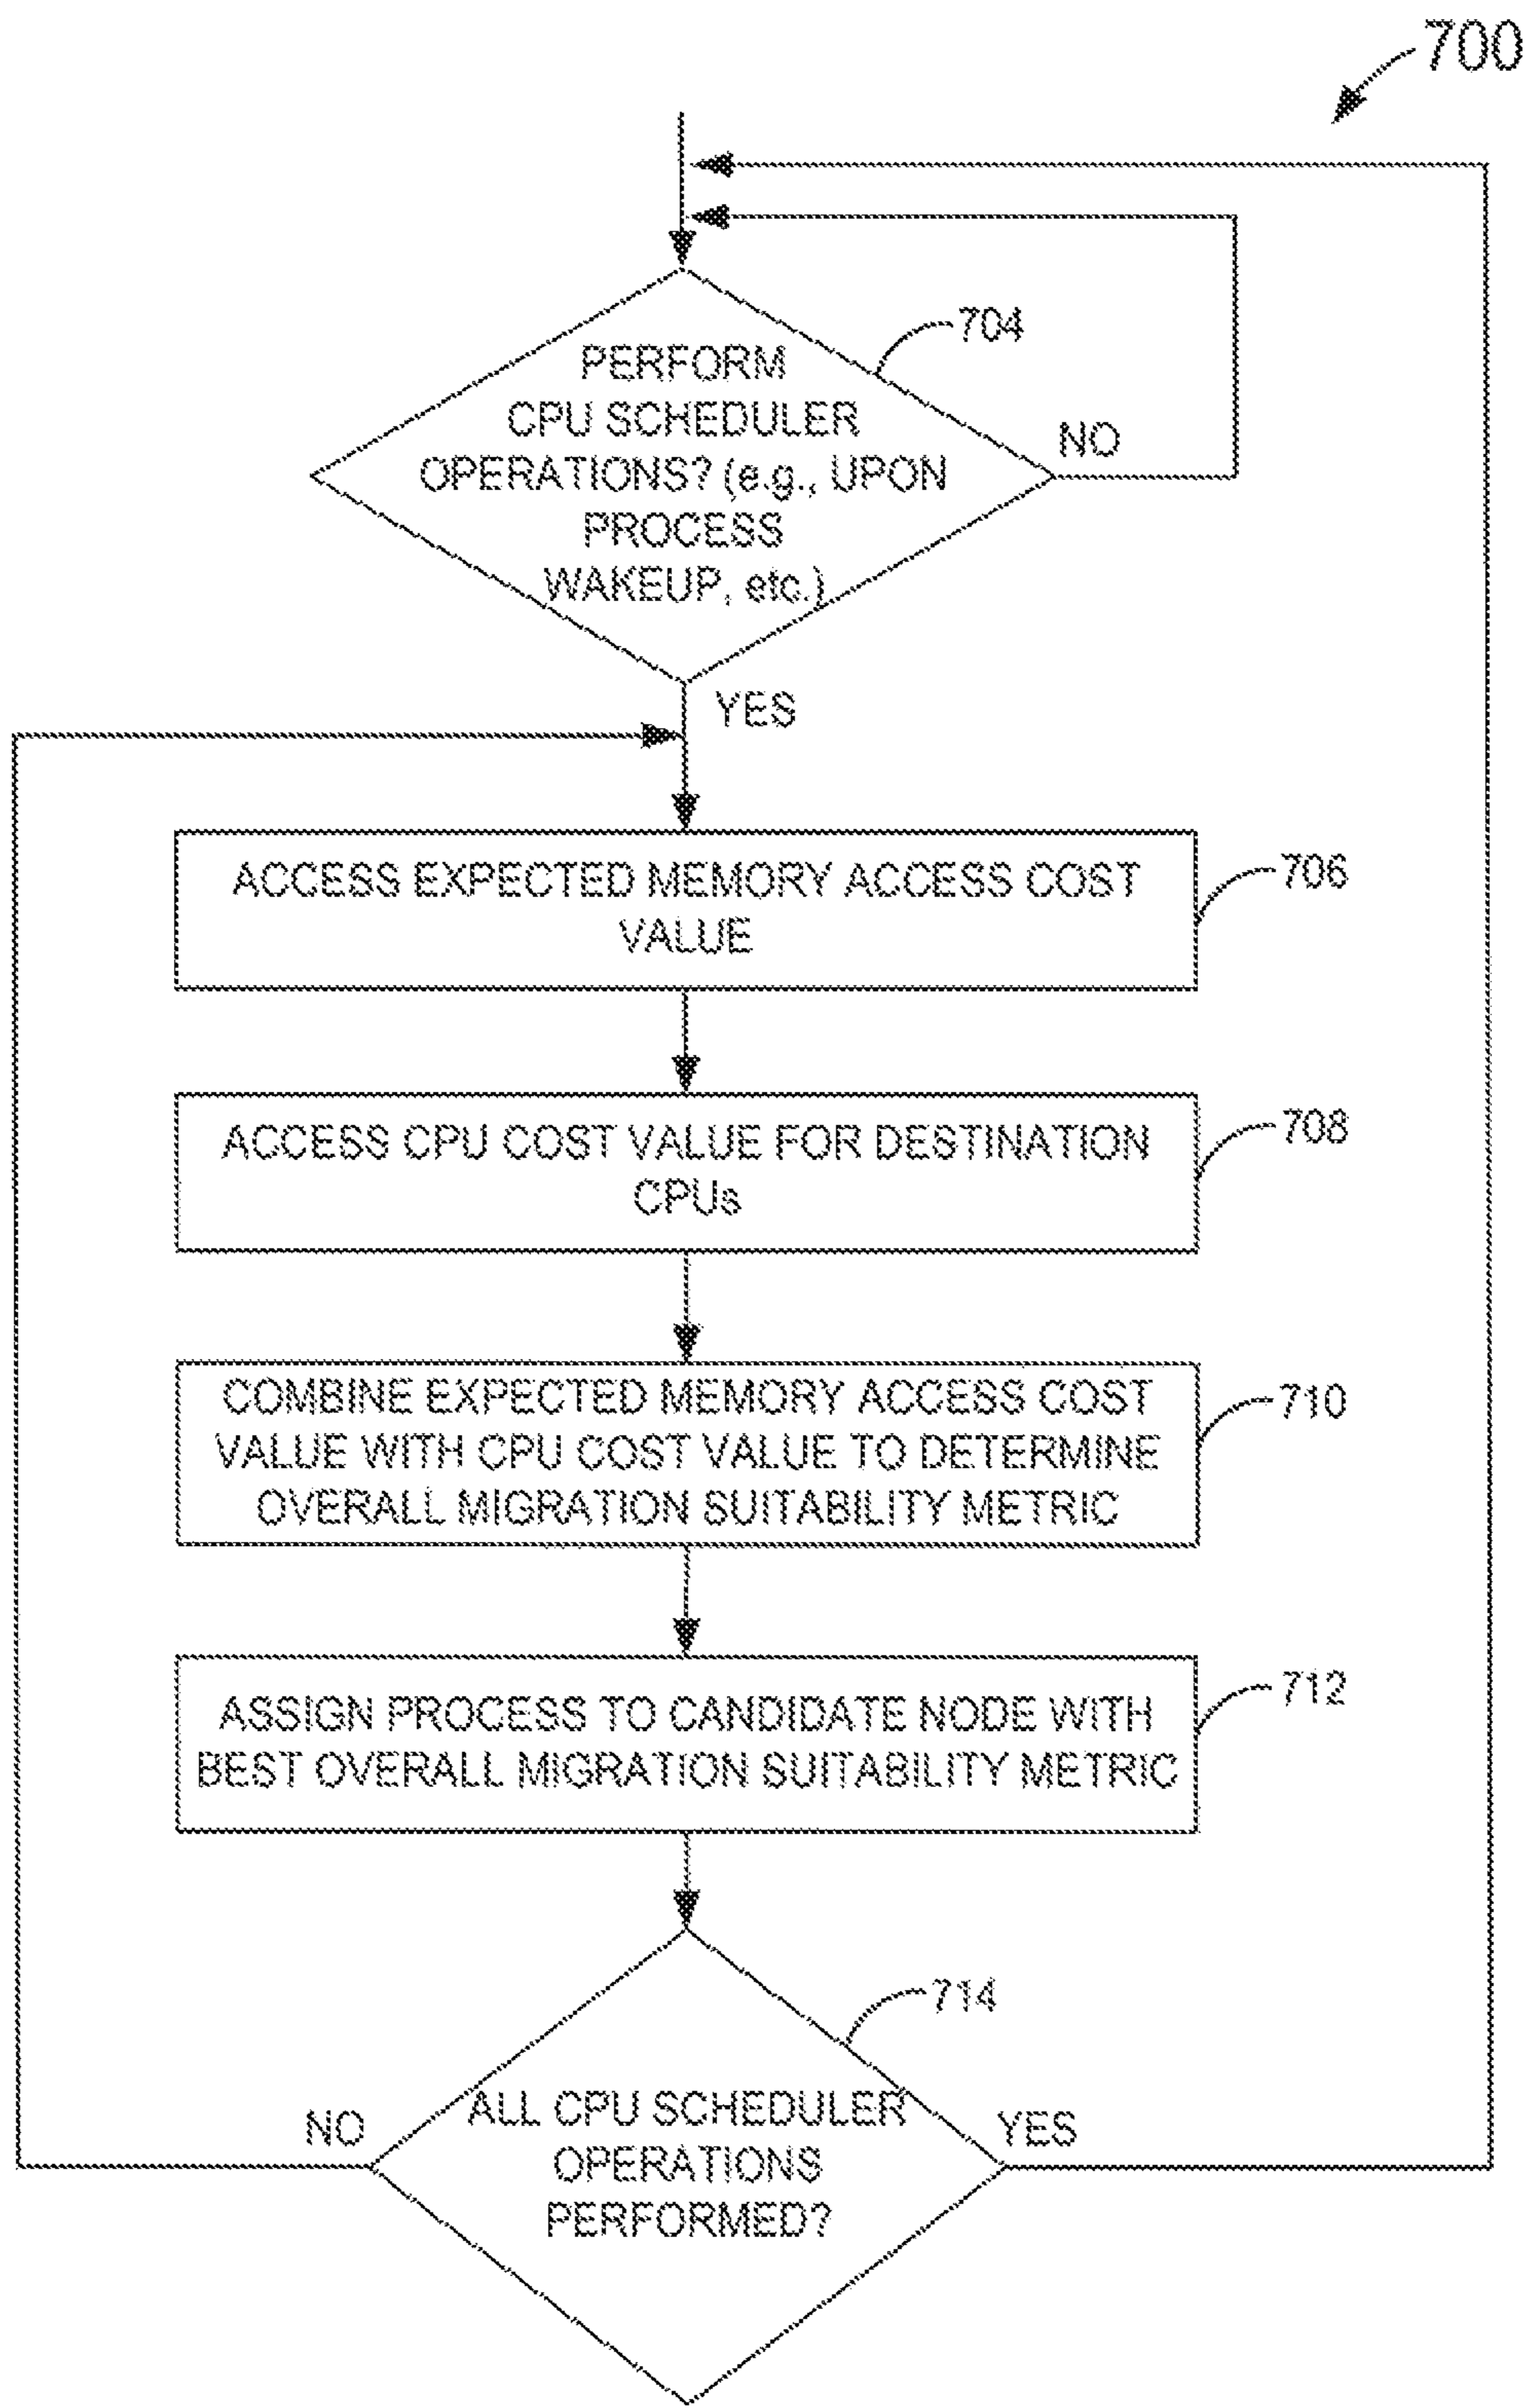 700
704
PERFORM
CPU SCHEDULER
OPERATIONS? (e.g., UPON
PROCESS
WAKEUP, etc.)
NO
YES
ACCESS EXPECTED MEMORY ACCESS COST
VALUE
706
ACCESS CPU COST VALUE FOR DESTINATION
CPUs
708
COMBINE EXPECTED MEMORY ACCESS COST
VALUE WITH CPU COST VALUE TO DETERMINE
OVERALL MIGRATION SUITABILITY METRIC
710
ASSIGN PROCESS TO CANDIDATE NODE WITH
BEST OVERALL MIGRATION SUITABILITY METRIC
712
714
NO
ALL CPU SCHEDULER
OPERATIONS
PERFORMED?
YES